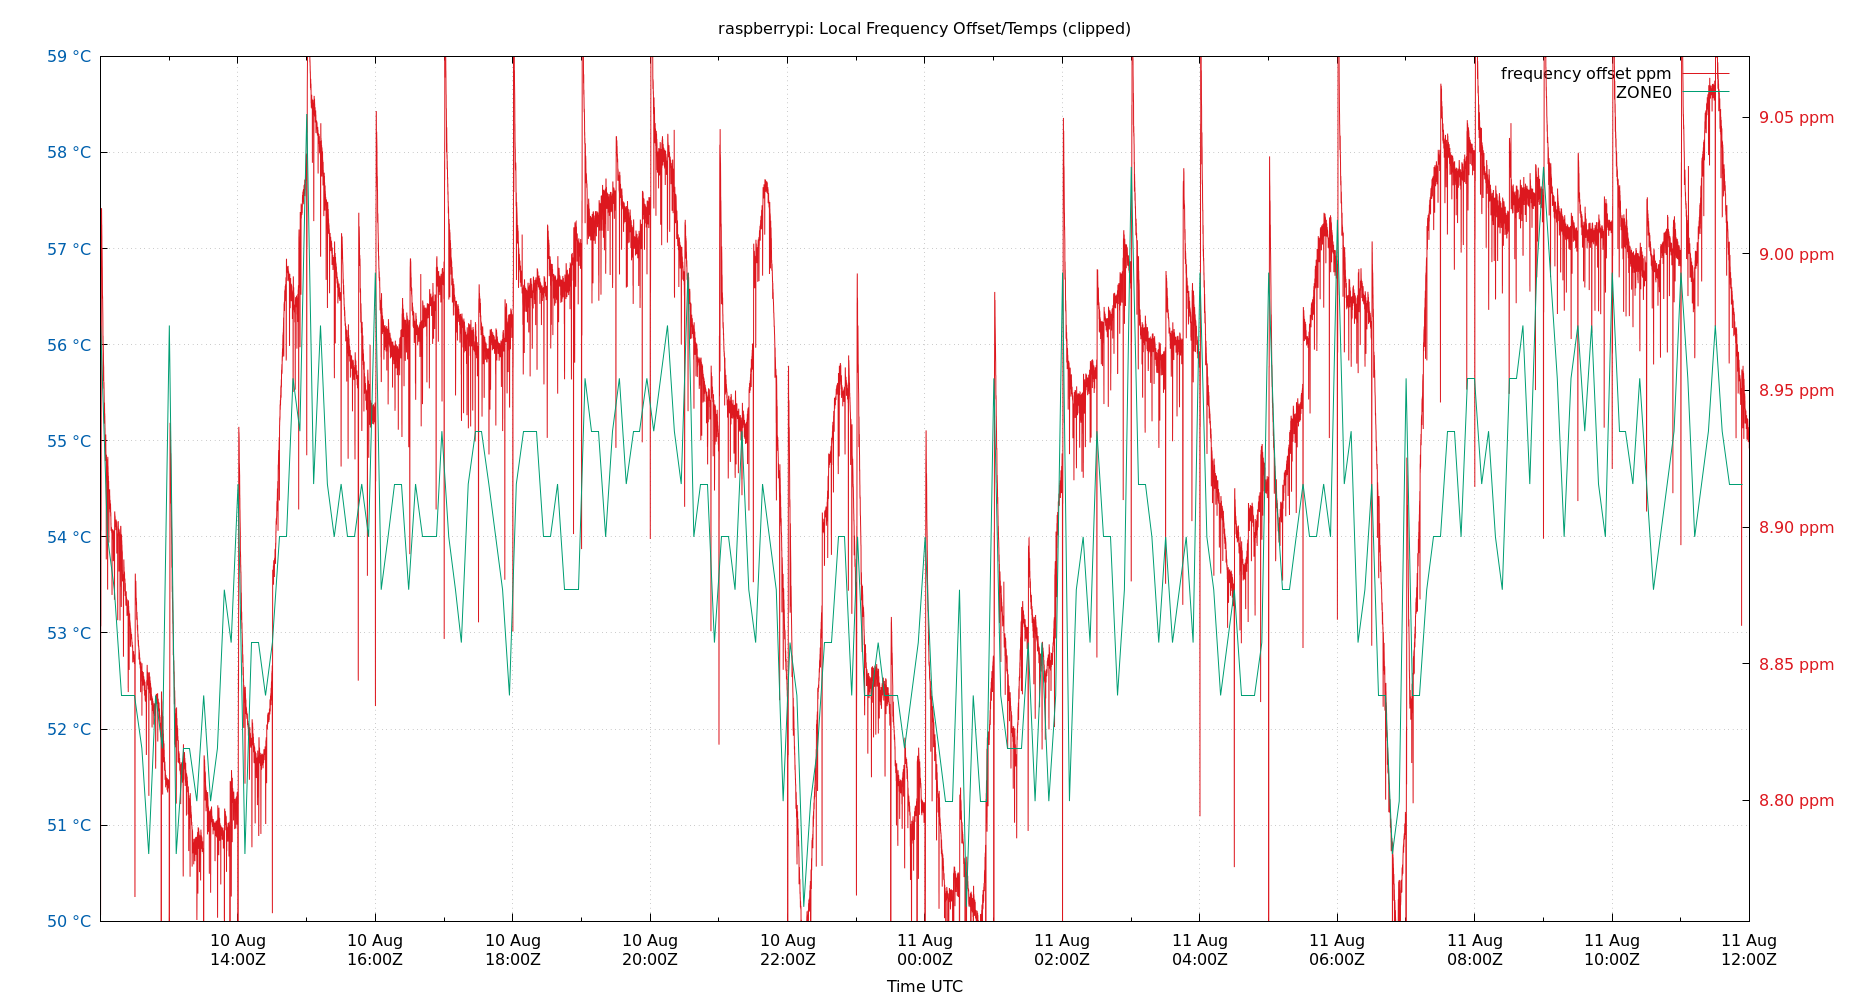 raspberrypi: Local Frequency Offset/Temps (clipped)
59 °C
58 °C
57 °C
56 °C
55 °C
54 °C
53 °C
52 °C
51 °C
50 °C
frequency offset ppm
ZONE0
9.05 ppm
9.00 ppm
8.95 ppm
8.90 ppm
8.85 ppm
8.80 ppm
10 Aug 10 Aug 10 Aug 10 Aug 10 Aug 11 Aug 11 Aug 11 Aug 11 Aug 11 Aug 11 Aug 11 Aug
14:00Z 16:00Z 18:00Z 20:00Z 22:00Z 00:00Z 02:00Z 04:00Z 06:00Z 08:00Z 10:00Z 12:00Z
Time UTC